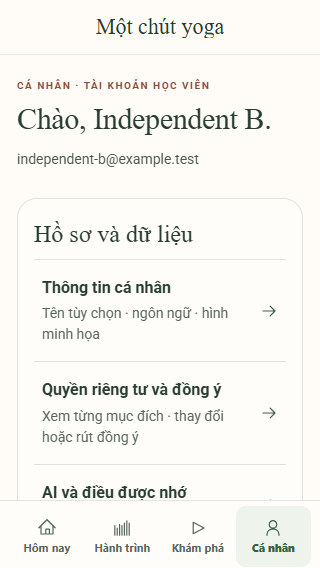 Một chút yoga
CÁ NHÂN · TÀI KHOẢN HỌC VIÊN
Chào, Independent B.
independent-b@example.test
Hồ sơ và dữ liệu
Thông tin cá nhân
Tên tùy chọn · ngôn ngữ · hình
minh họa
Quyền riêng tư và đồng ý
Xem từng mục đích · thay đổi
hoặc rút đồng ý
AI và điều được nhớ
Hôm nay
Hành trình
Khám phá
Cá nhân